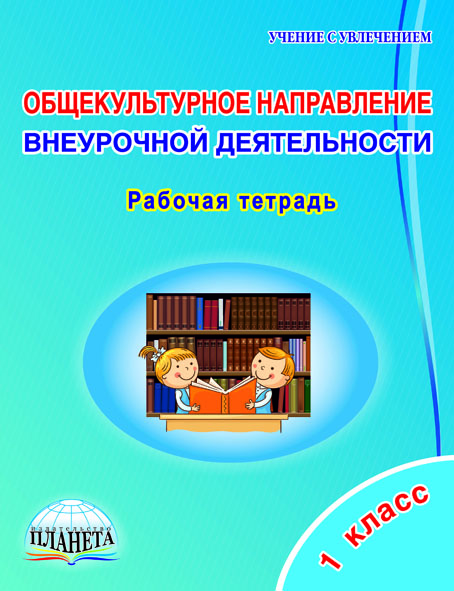 УЧЕНИЕ С УВЛЕЧЕНИЕМ
ОБЩЕКУЛЬТУРНОЕ НАПРАВЛЕНИЕ
ВНЕУРОЧНОЙ ДЕЯТЕЛЬНОСТИ
Рабочая тетрадь
издательство
ПЛАНЕТА
1 класс